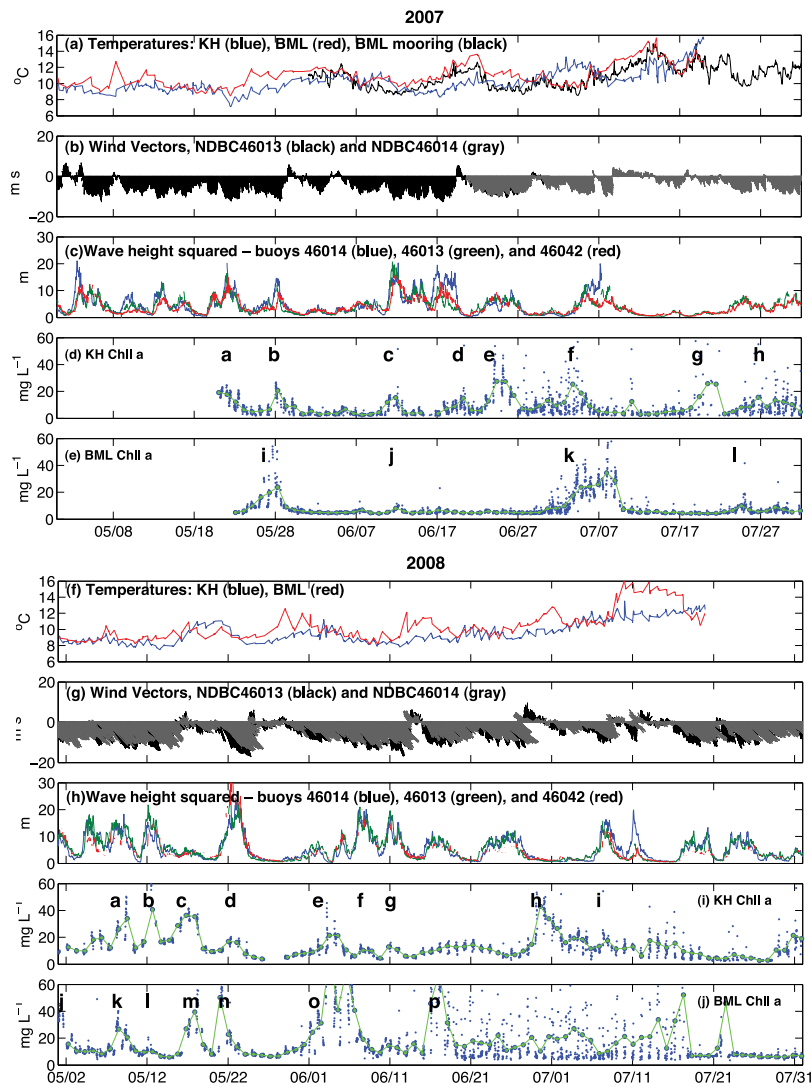 2007
(a) Temperatures: KH (blue), BML (red), BML mooring (black)
16
14
12
10
8
6
°C
(b) Wind Vectors, NDBC46013 (black) and NDBC46014 (gray)
20
0
−20
m s
(c)Wave height squared – buoys 46014 (blue), 46013 (green), and 46042 (red)
30
20
10
0
m
(d) KH Chll a
a b c d e f g h
60
40
20
0
mg L⁻¹
(e) BML Chll a
i j k l
60
40
20
0
mg L⁻¹
05/08 05/18 05/28 06/07 06/17 06/27 07/07 07/17 07/27
2008
(f) Temperatures: KH (blue), BML (red)
16
14
12
10
8
6
°C
(g) Wind Vectors, NDBC46013 (black) and NDBC46014 (gray)
20
0
−20
m s
(h)Wave height squared – buoys 46014 (blue), 46013 (green), and 46042 (red)
30
20
10
0
m
a b c d e f g h i (i) KH Chll a
60
40
20
0
mg L⁻¹
j k l m n o p (j) BML Chll a
60
40
20
0
mg L⁻¹
05/02 05/12 05/22 06/01 06/11 06/21 07/01 07/11 07/21 07/31